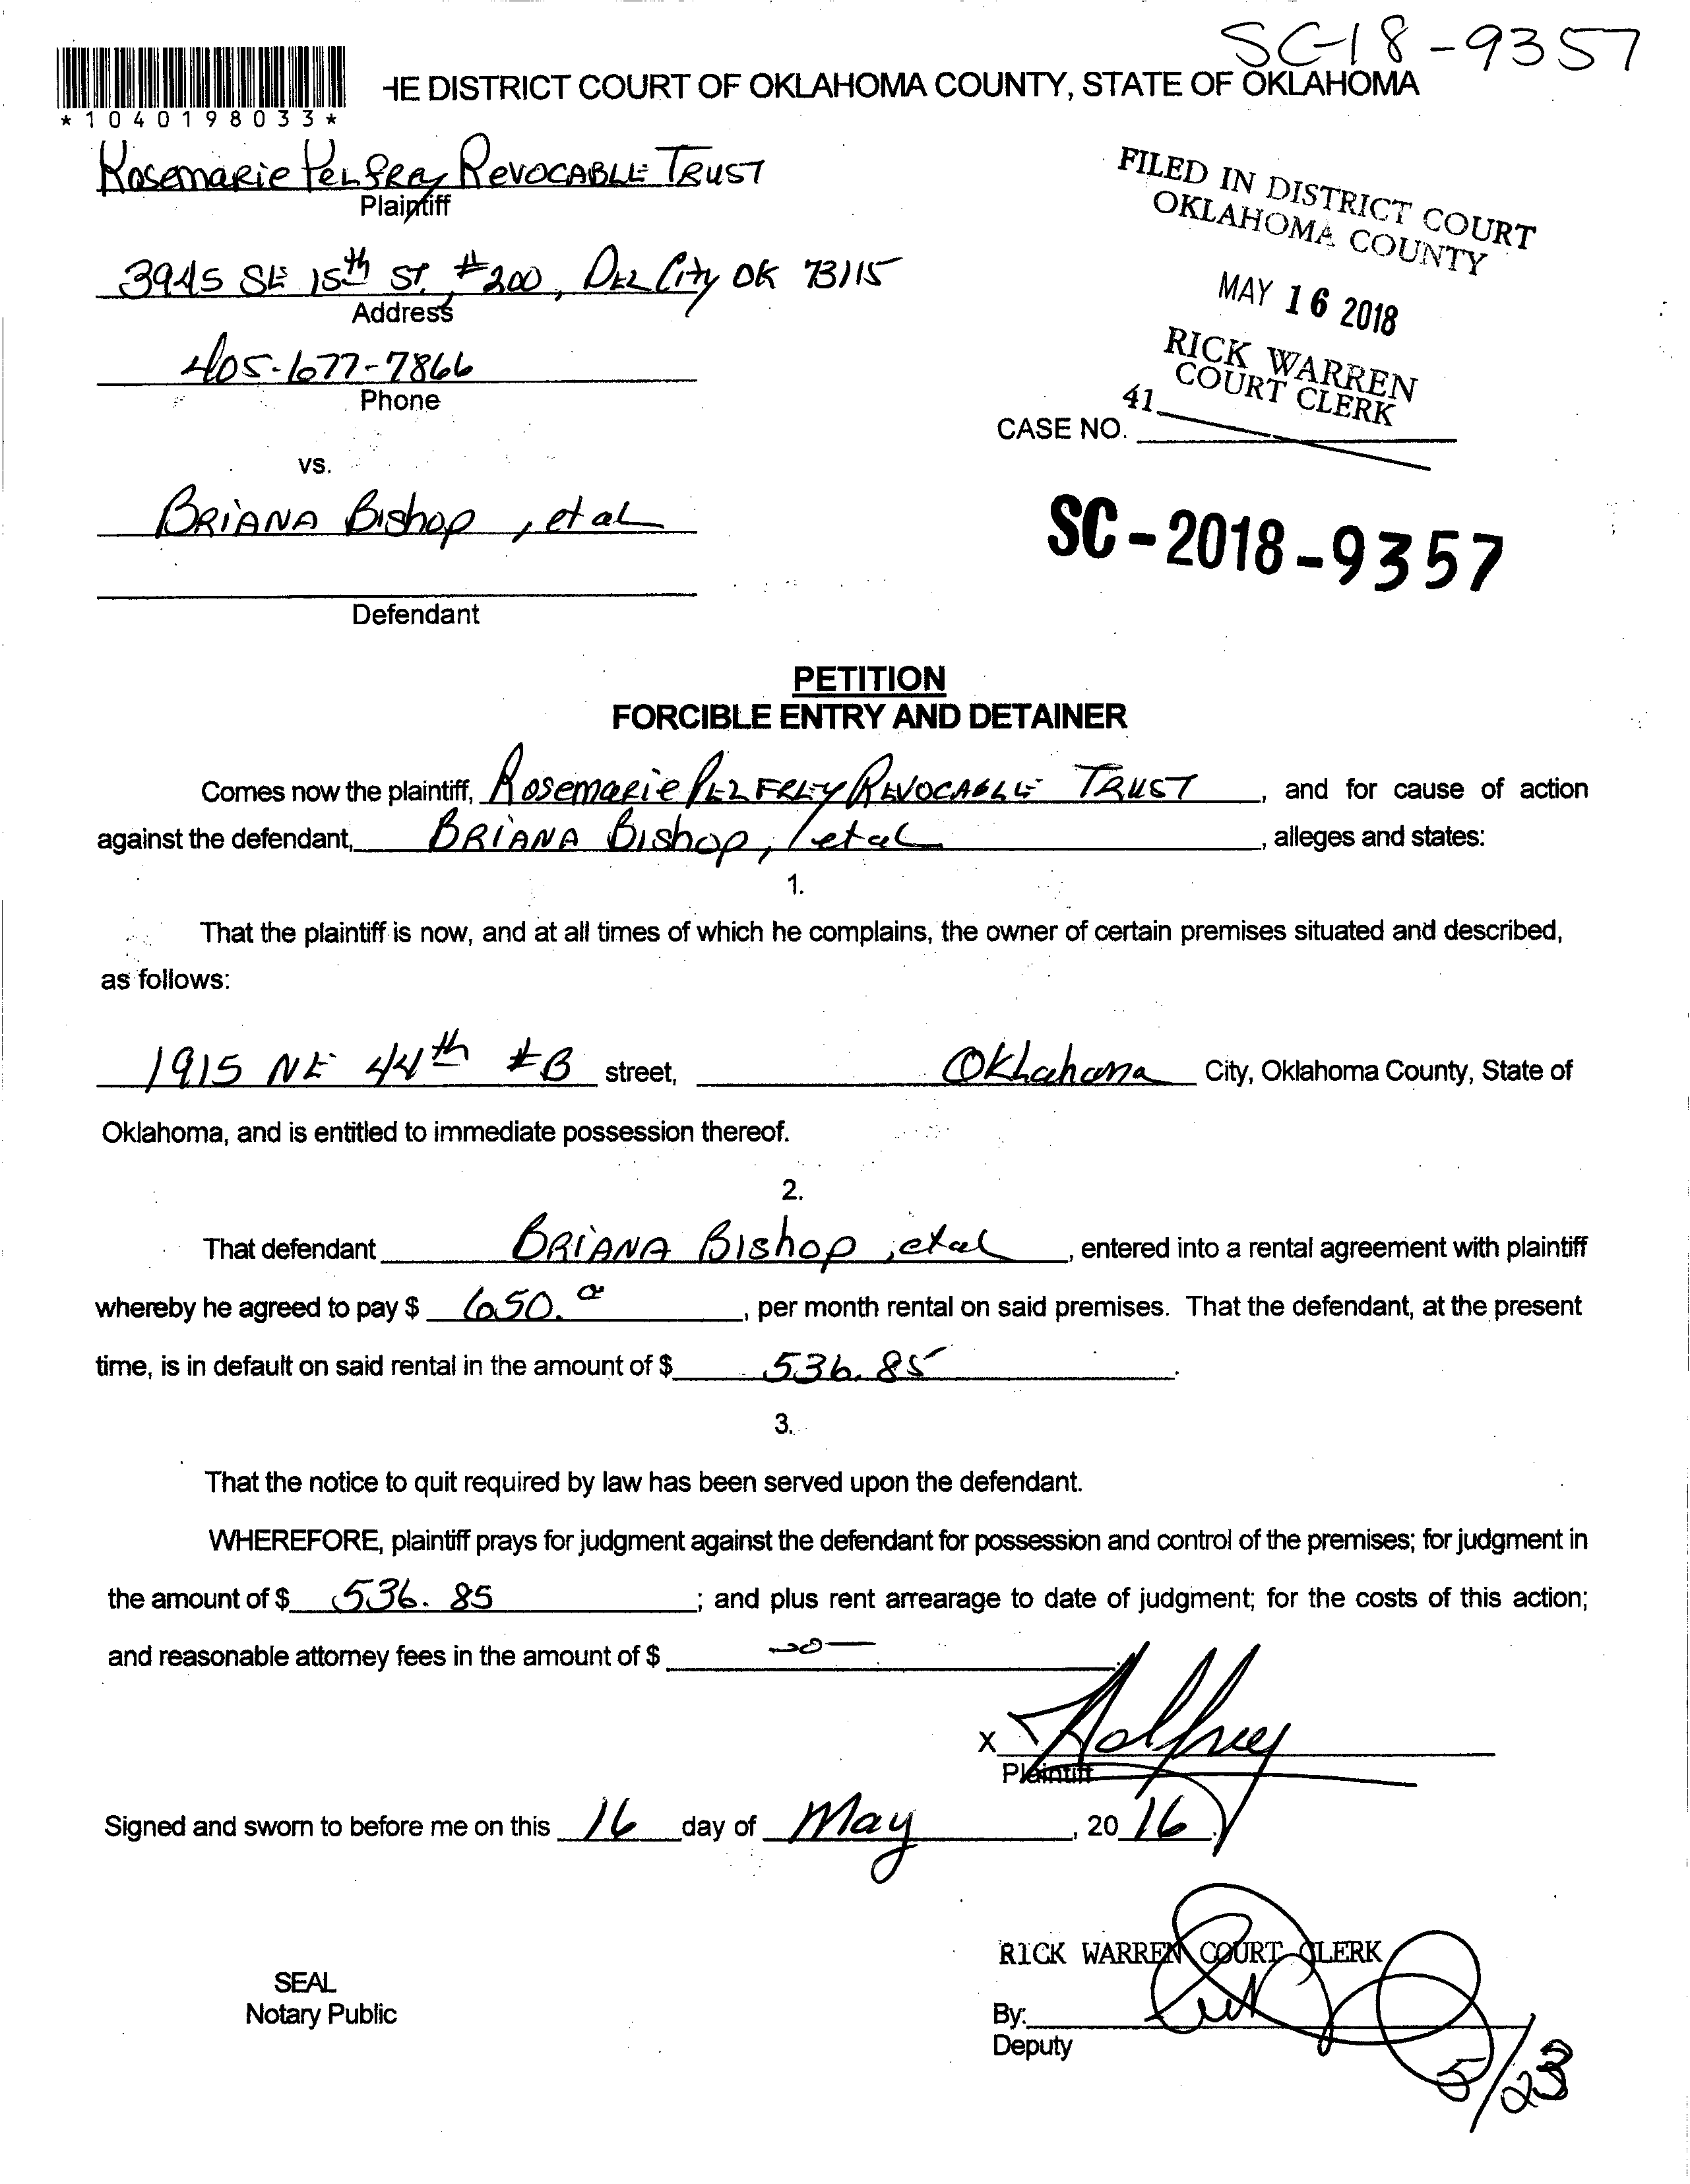 SC-18-9357
*1040198033*
HE DISTRICT COURT OF OKLAHOMA COUNTY, STATE OF OKLAHOMA
Rosemarie Pelfrey Revocable Trust
Plaintiff
FILED IN DISTRICT COURT
OKLAHOMA COUNTY
3945 SE 15th St. #200, Del City OK 73115
Address
MAY 16 2018
405-677-7866
Phone
RICK WARREN
COURT CLERK
41
CASE NO.
vs.
Briana Bishop, et al
SC-2018-9357
Defendant
PETITION
FORCIBLE ENTRY AND DETAINER
Comes now the plaintiff, Rosemarie Pelfrey Revocable Trust, and for cause of action
against the defendant, Briana Bishop, et al, alleges and states:
1.
That the plaintiff is now, and at all times of which he complains, the owner of certain premises situated and described,
as follows:
1915 NE 44th #B street, Oklahoma City, Oklahoma County, State of
Oklahoma, and is entitled to immediate possession thereof.
2.
That defendant Briana Bishop, et al, entered into a rental agreement with plaintiff
whereby he agreed to pay $ 650.00, per month rental on said premises. That the defendant, at the present
time, is in default on said rental in the amount of $ 536.85.
3.
That the notice to quit required by law has been served upon the defendant.
WHEREFORE, plaintiff prays for judgment against the defendant for possession and control of the premises; for judgment in
the amount of $ 536.85; and plus rent arrearage to date of judgment; for the costs of this action;
and reasonable attorney fees in the amount of $ -0-
X Pelfrey
Plaintiff
Signed and sworn to before me on this 16 day of May, 2016.
RICK WARREN COURT CLERK
SEAL
Notary Public
By:
Deputy
5/23